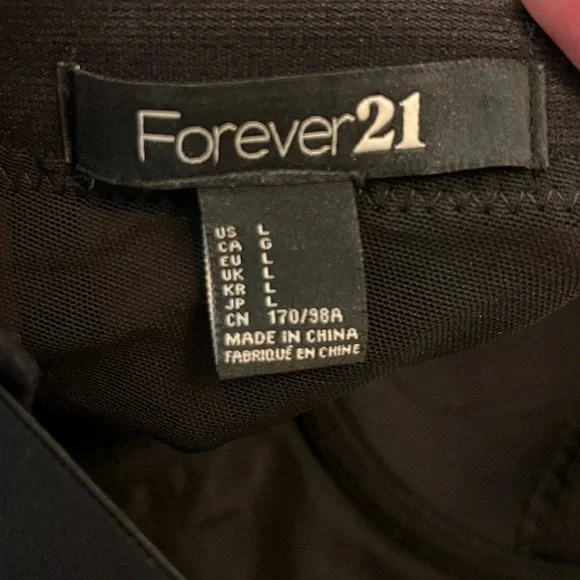 Forever21
US L
CA G
EU L
UK L
KR L
JP L
CN 170/98A
MADE IN CHINA
FABRIQUÉ EN CHINE